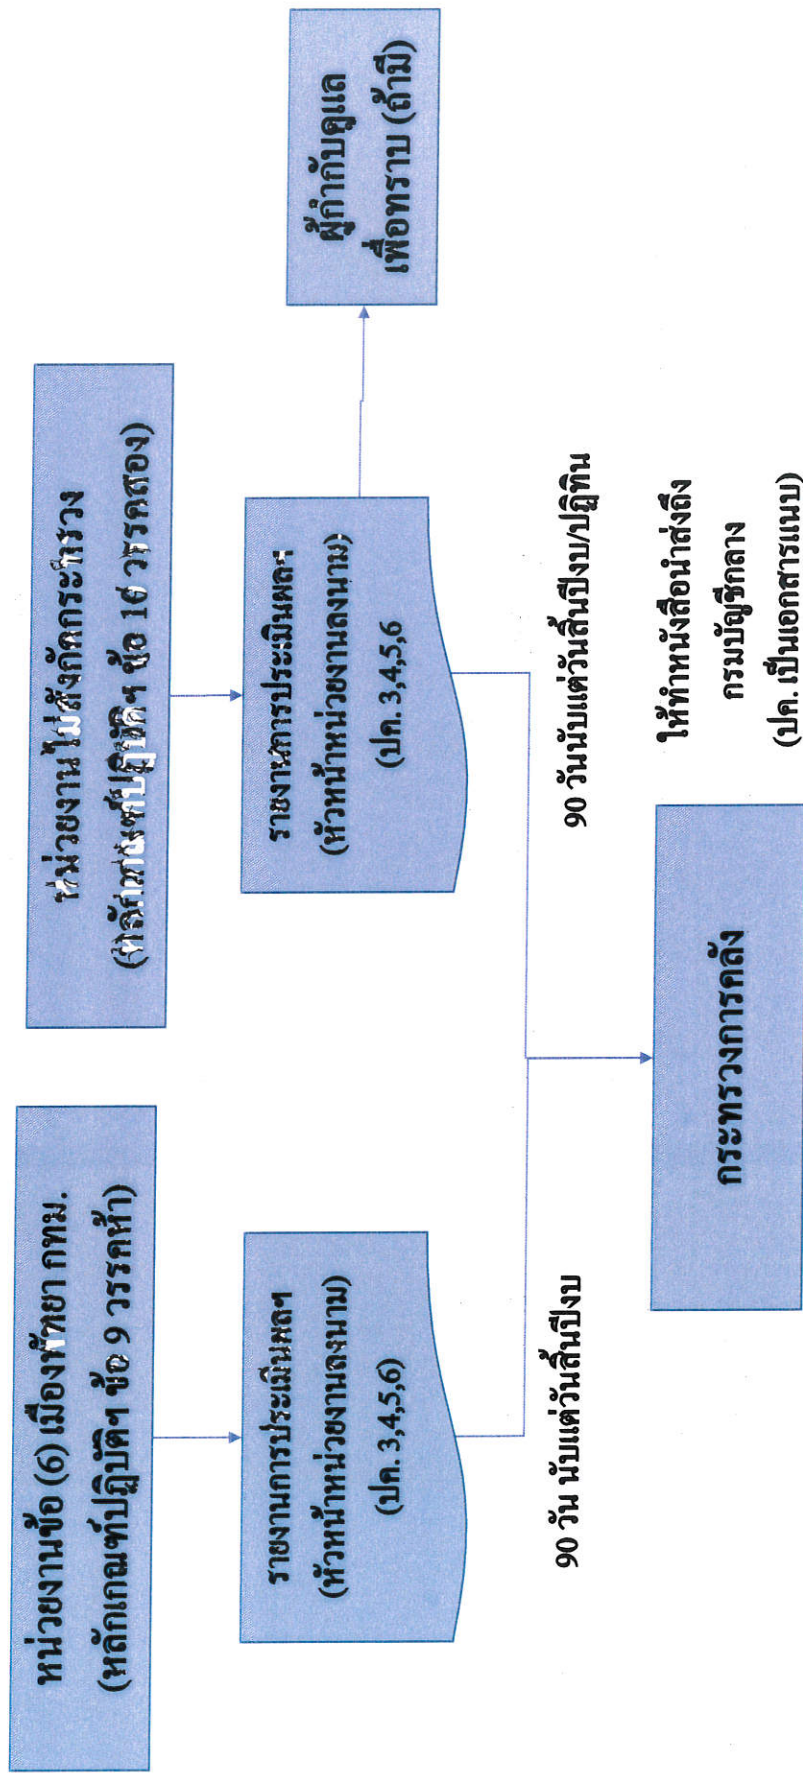 หน่วยงานข้อ (6) เมืองพัทยา กทม.
(หลักเกณฑ์ปฏิบัติฯ ข้อ 9 วรรคห้า)
รายงานการประเมินผลฯ
(หัวหน้าหน่วยงานลงนาม)
(ปค. 3,4,5,6)
90 วัน นับแต่วันสิ้นปีงบ
หน่วยงานไม่สังกัดกระทรวง
(หลักเกณฑ์ปฏิบัติฯ ข้อ 10 วรรคสอง)
รายงานการประเมินผลฯ
(หัวหน้าหน่วยงานลงนาม)
(ปค. 3,4,5,6
90 วันนับแต่วันสิ้นปีงบ/ปฏิทิน
ผู้กำกับดูแล
เพื่อทราบ (ถ้ามี)
กระทรวงการคลัง
ให้ทำหนังสือนำส่งถึง
กรมบัญชีกลาง
(ปค. เป็นเอกสารแนบ)